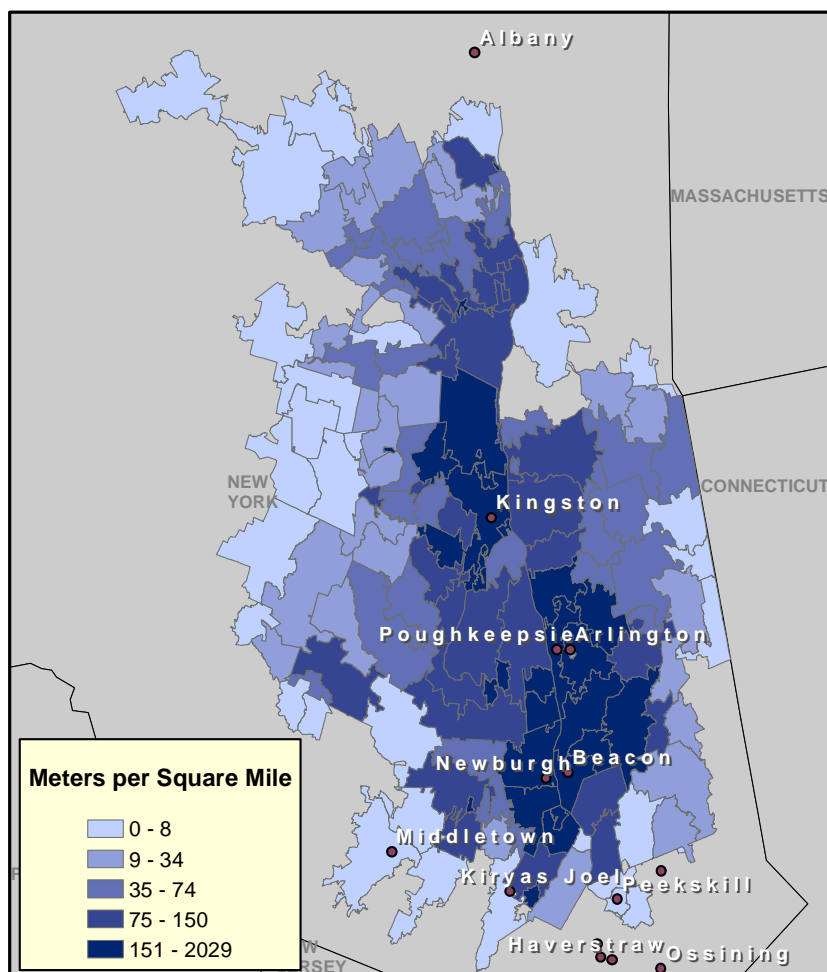 Albany
MASSACHUSETTS
NEW
YORK
CONNECTICUT
Kingston
Poughkeepsie
Arlington
Newburgh
Beacon
Middletown
Kiryas Joel
Peekskill
Haverstraw
Ossining
JERSEY
Meters per Square Mile
0 - 8
9 - 34
35 - 74
75 - 150
151 - 2029